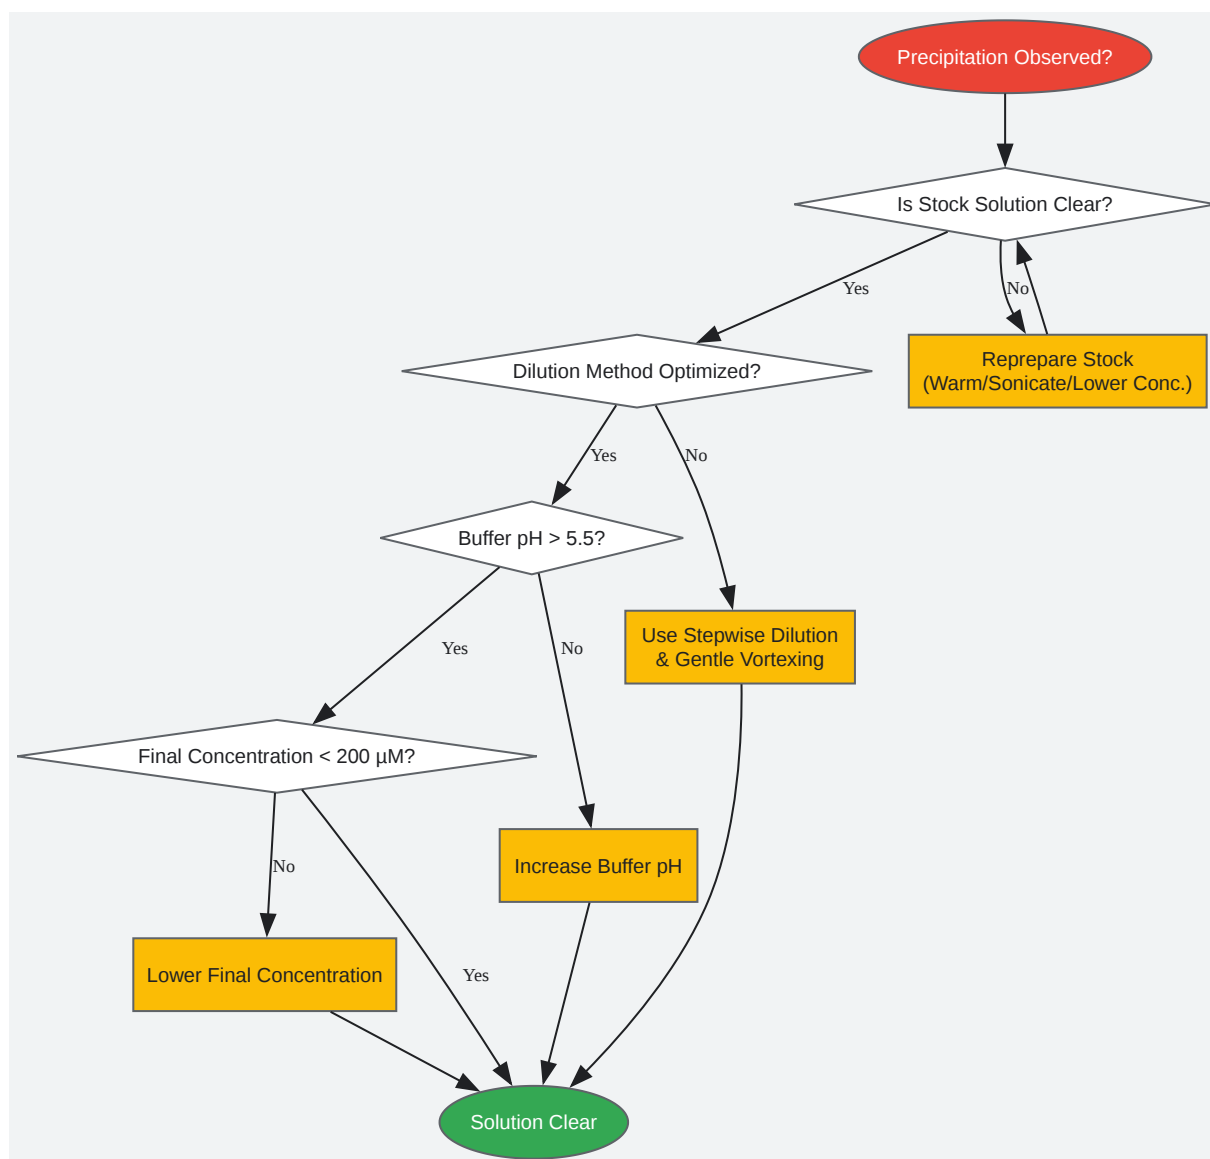 Precipitation Observed?
Is Stock Solution Clear?
Yes
No
Reprepare Stock
(Warm/Sonicate/Lower Conc.)
Dilution Method Optimized?
Yes
No
Buffer pH > 5.5?
Use Stepwise Dilution
& Gentle Vortexing
Yes
No
Final Concentration < 200 µM?
Increase Buffer pH
No
Lower Final Concentration
Yes
Solution Clear